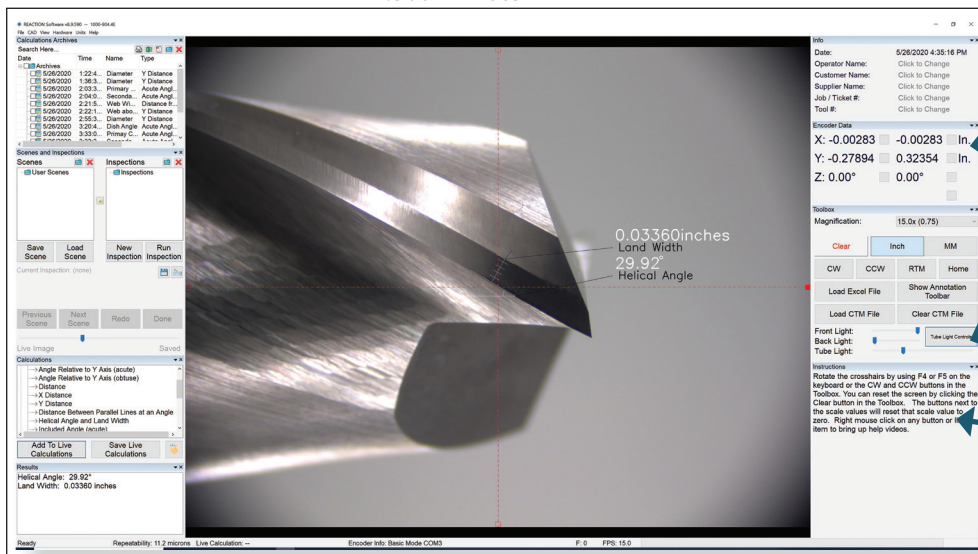 REACTION Software v8.9.590 -- 1000-904.4E
File CAD View Hardware Units Help
Calculations Archives
Search Here...
Date Time Name Type
Archives
5/26/2020 1:22:4... Diameter Y Distance
5/26/2020 1:36:3... Diameter Y Distance
5/26/2020 2:03:3... Primary ... Acute Angl...
5/26/2020 2:04:0... Seconda... Acute Angl...
5/26/2020 2:21:5... Web Wi... Distance fr...
5/26/2020 2:22:1... Web abo... Y Distance
5/26/2020 2:55:3... Diameter Y Distance
5/26/2020 3:20:4... Dish Angle Acute Angl...
5/26/2020 3:33:0... Primay C... Acute Angl...
Scenes and Inspections
Scenes Inspections
User Scenes Inspections
Save Scene
Load Scene
New Inspection
Run Inspection
Current Inspection: (none)
Previous Scene
Next Scene
Redo
Done
Live Image Saved
Calculations
Angle Relative to Y Axis (acute)
Angle Relative to Y Axis (obtuse)
Distance
X Distance
Y Distance
Distance Between Parallel Lines at an Angle
Helical Angle and Land Width
Included Angle (acute)
Add To Live Calculations
Save Live Calculations
Results
Helical Angle: 29.92°
Land Width: 0.03360 inches
Ready Repeatability: 11.2 microns Live Calculation: -- Encoder Info: Basic Mode COM3 F: 0 FPS: 15.0
0.03360inches
Land Width
29.92°
Helical Angle
Info
Date: 5/26/2020 4:35:16 PM
Operator Name: Click to Change
Customer Name: Click to Change
Supplier Name: Click to Change
Job / Ticket #: Click to Change
Tool #: Click to Change
Encoder Data
X: -0.00283 -0.00283 In.
Y: -0.27894 0.32354 In.
Z: 0.00° 0.00°
Toolbox
Magnification: 15.0x (0.75)
Clear Inch MM
CW CCW RTM Home
Load Excel File
Show Annotation Toolbar
Load CTM File Clear CTM File
Front Light:
Back Light:
Tube Light:
Tube Light Controls
Instructions
Rotate the crosshairs by using F4 or F5 on the
keyboard or the CW and CCW buttons in the
Toolbox. You can reset the screen by clicking the
Clear button in the Toolbox. The buttons next to
the scale values will reset that scale value to
zero. Right mouse click on any button or
item to bring up help videos.